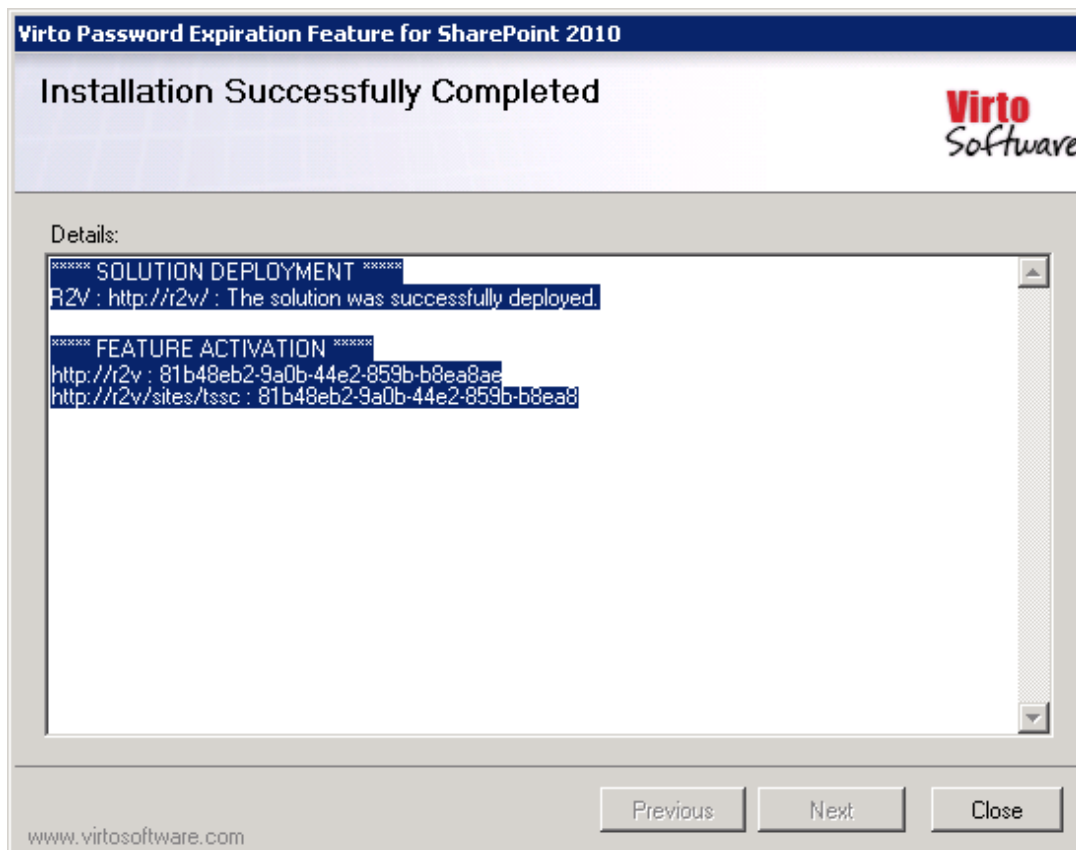 Virto Password Expiration Feature for SharePoint 2010
Installation Successfully Completed
Virto
Software
Details:
***** SOLUTION DEPLOYMENT *****
R2V : http://r2v/ : The solution was successfully deployed.
***** FEATURE ACTIVATION *****
http://r2v : 81b48eb2-9a0b-44e2-859b-b8ea8ae
http://r2v/sites/tssc : 81b48eb2-9a0b-44e2-859b-b8ea8
Previous
Next
Close
www.virtosoftware.com